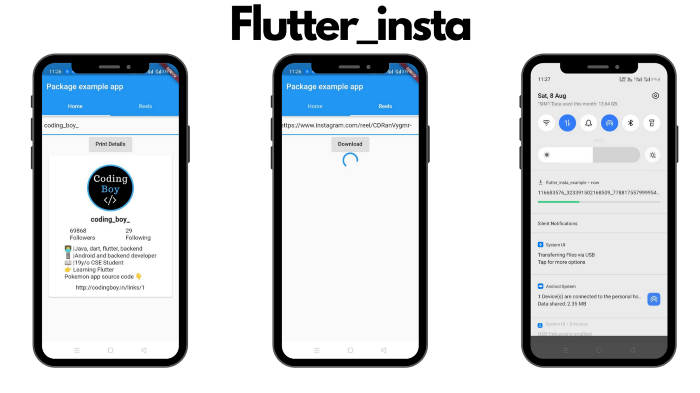 Flutter_insta
11:26
Package example app
Home
Reels
coding_boy_
Print Details
Coding
Boy
</>
coding_boy_
69868
Followers
29
Following
Java, dart, flutter, backend
Android and backend developer
19y/o CSE Student
Learning Flutter
Pokemon app source code
http://codingboy.in/links/1
11:26
Package example app
Home
Reels
https://www.instagram.com/reel/CDRanVygmr-
Download
11:27
Sat, 8 Aug
"SIM1" Data used this month: 13.64 GB
flutter_insta_example • now
Silent Notifications
System UI
Transferring Files via USB
Tap for more options
Android System
1 Device(s) are connected to the personal ho..
Data shared: 2.35 MB